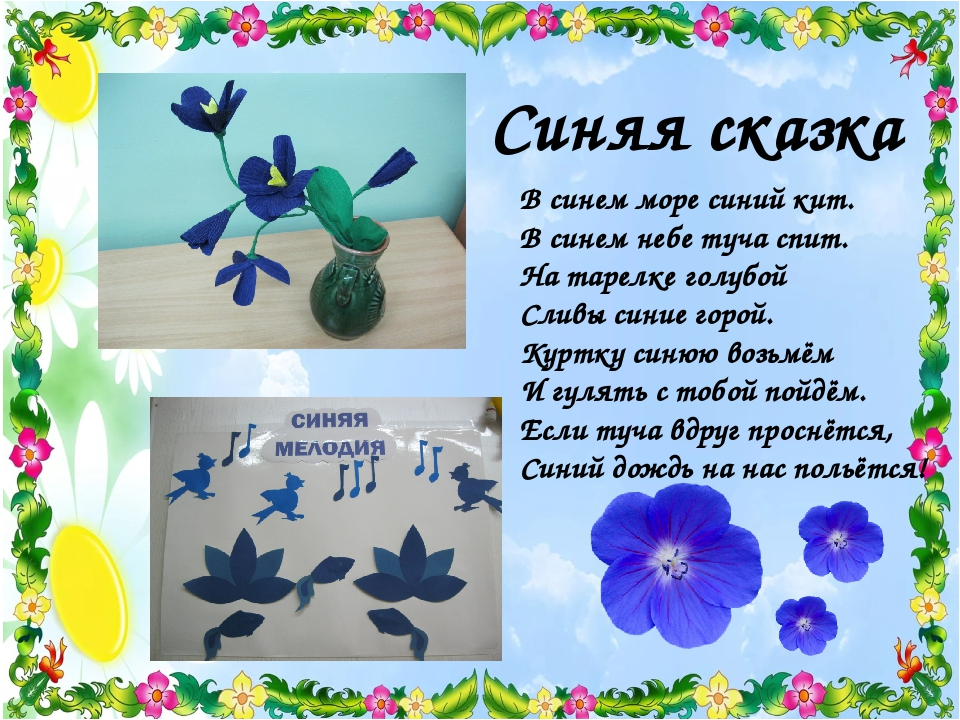 Синяя сказка
В синем море синий кит.
В синем небе туча спит.
На тарелке голубой
Сливы синие горой.
Куртку синюю возьмём
И гулять с тобой пойдём.
Если туча вдруг проснётся,
Синий дождь на нас польётся!
СИНЯЯ
МЕЛОДИЯ